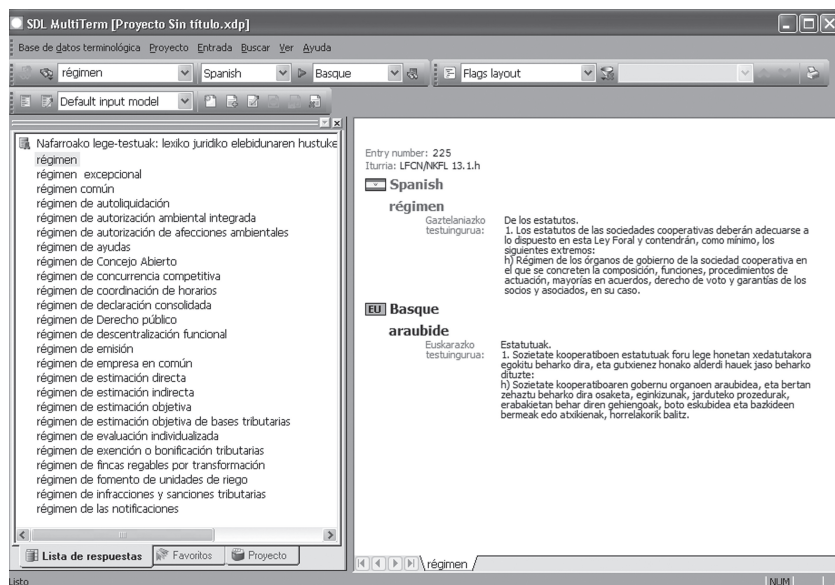 SDL MultiTerm [Proyecto Sin título.xdp]
Base de datos terminológica Proyecto Entrada Buscar Ver Ayuda
régimen Spanish Basque Flags layout
Default input model
Nafarroako lege-testuak: lexiko juridiko elebidunaren hustuke
régimen
régimen excepcional
régimen común
régimen de autoliquidación
régimen de autorización ambiental integrada
régimen de autorización de afecciones ambientales
régimen de ayudas
régimen de Concejo Abierto
régimen de concurrencia competitiva
régimen de coordinación de horarios
régimen de declaración consolidada
régimen de Derecho público
régimen de descentralización funcional
régimen de emisión
régimen de empresa en común
régimen de estimación directa
régimen de estimación indirecta
régimen de estimación objetiva
régimen de estimación objetiva de bases tributarias
régimen de evaluación individualizada
régimen de exención o bonificación tributarias
régimen de fincas regables por transformación
régimen de fomento de unidades de riego
régimen de infracciones y sanciones tributarias
régimen de las notificaciones
Lista de respuestas Favoritos Proyecto
Entry number: 225
Iturria: LFCN/NKFL 13.1.h
Spanish
régimen
Gaztelaniazko testuingurua:
De los estatutos.
1. Los estatutos de las sociedades cooperativas deberán adecuarse a
lo dispuesto en esta Ley Foral y contendrán, como mínimo, los
siguientes extremos:
h) Régimen de los órganos de gobierno de la sociedad cooperativa en
el que se concreten la composición, funciones, procedimientos de
actuación, mayorías en acuerdos, derecho de voto y garantías de los
socios y asociados, en su caso.
EU Basque
araubide
Euskarazko testuingurua:
Estatutuak.
1. Sozietate kooperatiboen estatutuak foru lege honetan xedatutakora
egokitu beharko dira, eta gutxienez honako alderdi hauek jaso beharko
dituzte:
h) Sozietate kooperatiboaren gobernu organoen araubidea, eta bertan
zehaztu beharko dira osaketa, eginkizunak, jarduteko prozedurak,
erabakietan behar diren gehiengoak, boto eskubidea eta bazkideen
bermeak edo atxikienak, horrelakorik balitz.
régimen
Listo NUM